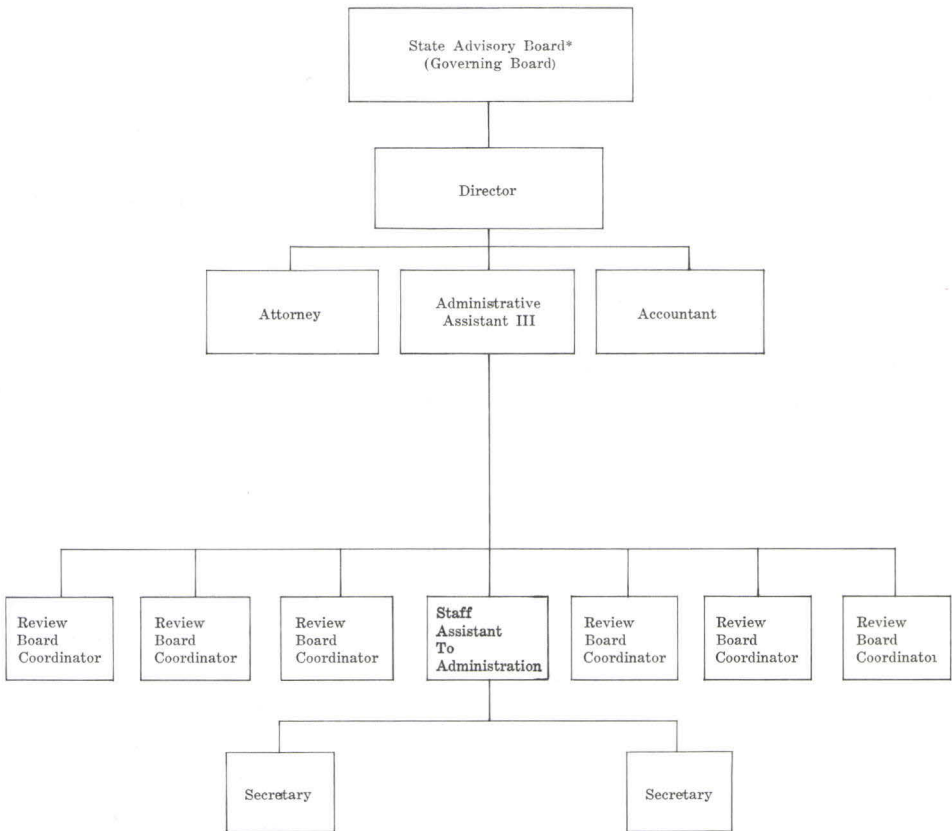 State Advisory Board*
(Governing Board)
Director
Attorney
Administrative
Assistant III
Accountant
Review
Board
Coordinator
Review
Board
Coordinator
Review
Board
Coordinator
Staff
Assistant
To
Administration
Review
Board
Coordinator
Review
Board
Coordinator
Review
Board
Coordinator
Secretary
Secretary